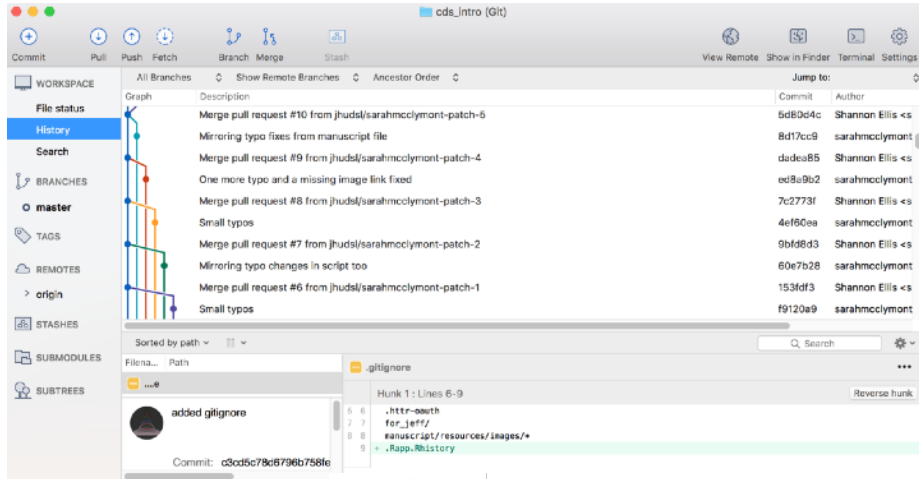 cds_intro (Git)
Commit Pull Push Fetch Branch Merge Stash View Remote Show in Finder Terminal Settings
WORKSPACE
File status
History
Search
BRANCHES
master
TAGS
REMOTES
origin
STASHES
SUBMODULES
SUBTREES
All Branches Show Remote Branches Ancestor Order Jump to:
Graph Description Commit Author
Merge pull request #10 from jhudsl/sarahmcclymont-patch-5 5d80d4c Shannon Ellis <s
Mirroring typo fixes from manuscript file 8d17cc9 sarahmcclymont
Merge pull request #9 from jhudsl/sarahmcclymont-patch-4 dadea85 Shannon Ellis <s
One more typo and a missing image link fixed ed8a9b2 sarahmcclymont
Merge pull request #8 from jhudsl/sarahmcclymont-patch-3 7c2773f Shannon Ellis <s
Small typos 4ef60ea sarahmcclymont
Merge pull request #7 from jhudsl/sarahmcclymont-patch-2 9bfd8d3 Shannon Ellis <s
Mirroring typo changes in script too 60e7b28 sarahmcclymont
Merge pull request #6 from jhudsl/sarahmcclymont-patch-1 153fdf3 Shannon Ellis <s
Small typos f9120a9 sarahmcclymont
Sorted by path Search
Filena... Path
....e
added gitignore
Commit: c3cd5c78d6796b758fe
.gitignore
Hunk 1 : Lines 6-9 Reverse hunk
6 6 .httr-oauth
7 7 for_jeff/
8 8 manuscript/resources/images/*
9 + .Rapp.Rhistory